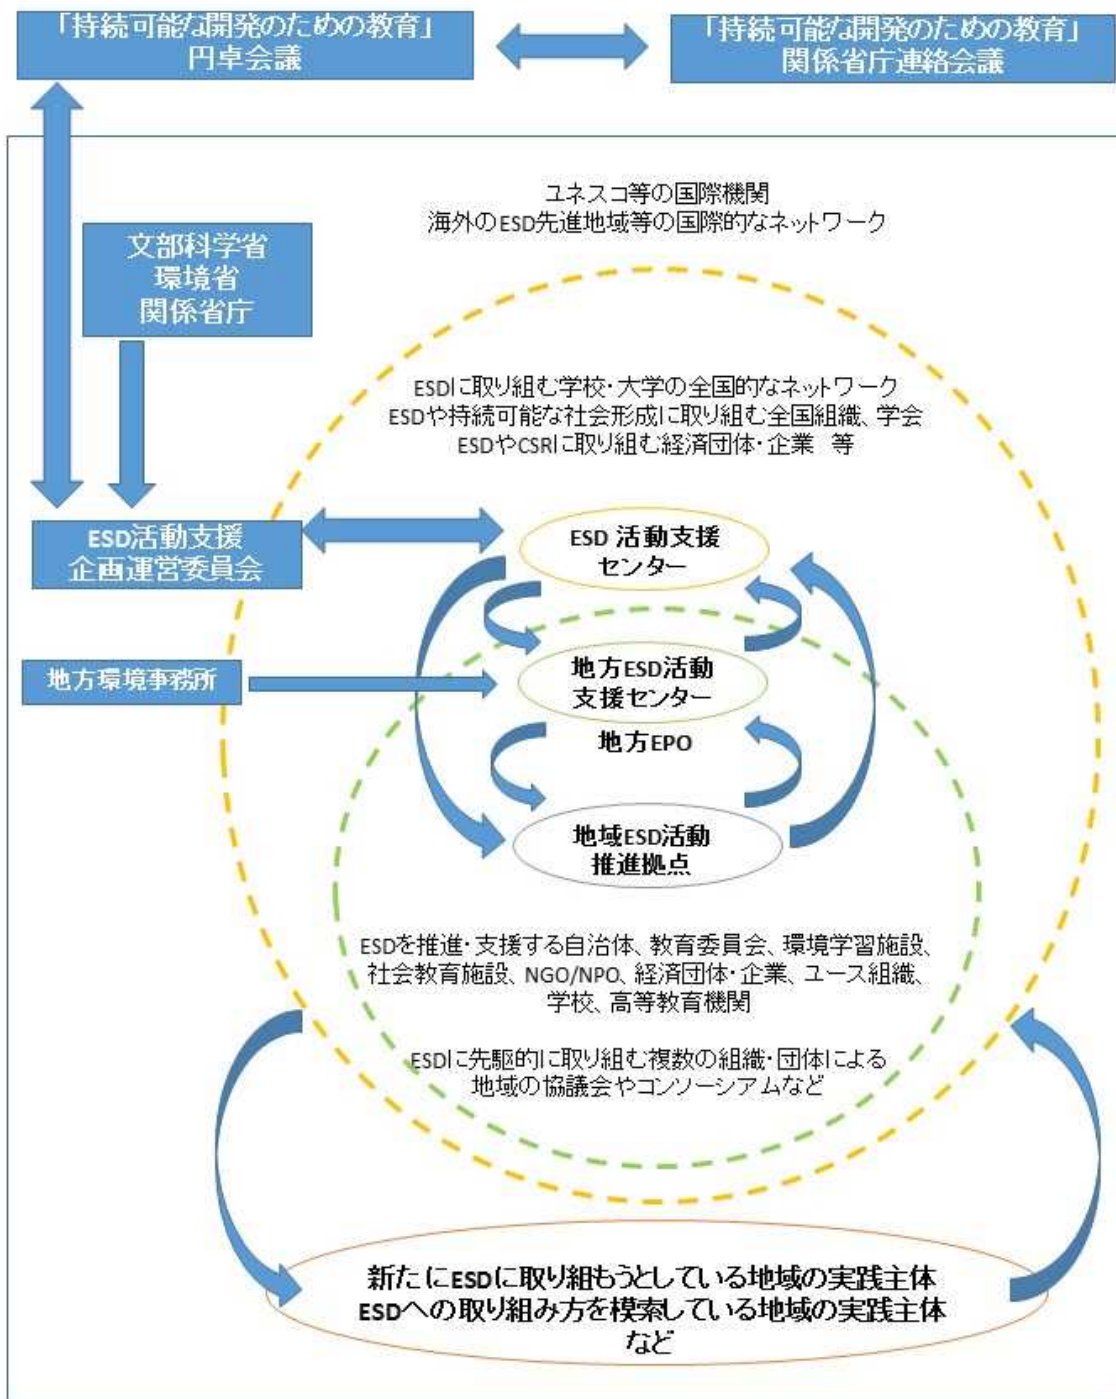 「持続可能な開発のための教育」
円卓会議
「持続可能な開発のための教育」
関係省庁連絡会議
ユネスコ等の国際機関
海外のESD先進地域等の国際的なネットワーク
文部科学省
環境省
関係省庁
ESDに取り組む学校・大学の全国的なネットワーク
ESDや持続可能な社会形成に取り組む全国組織、学会
ESDやCSRに取り組む経済団体・企業 等
ESD活動支援
企画運営委員会
ESD 活動支援
センター
地方環境事務所
地方ESD活動
支援センター
地方EPO
地域ESD活動
推進拠点
ESDを推進・支援する自治体、教育委員会、環境学習施設、
社会教育施設、NGO/NPO、経済団体・企業、ユース組織、
学校、高等教育機関
ESDに先駆的に取り組む複数の組織・団体による
地域の協議会やコンソーシアムなど
新たにESDに取り組もうとしている地域の実践主体
ESDへの取り組み方を模索している地域の実践主体
など